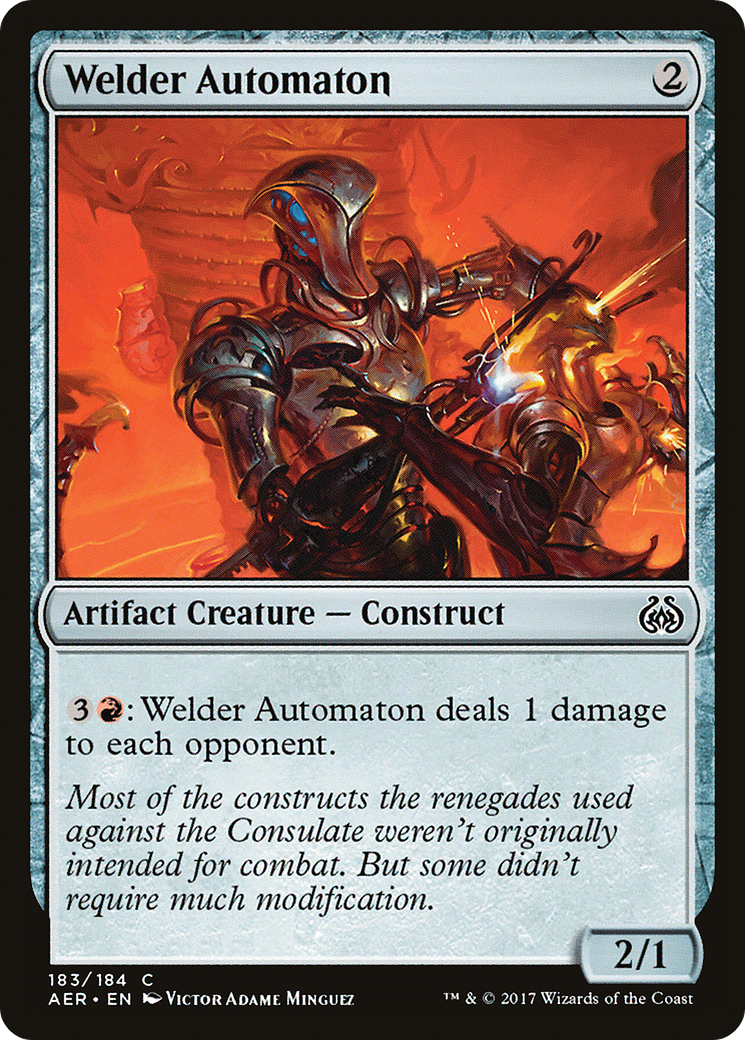 Welder Automaton 2
Artifact Creature — Construct
3: Welder Automaton deals 1 damage
to each opponent.
Most of the constructs the renegades used
against the Consulate weren't originally
intended for combat. But some didn't
require much modification.
2/1
183/184 C
AER • EN Victor Adame Minguez
™ & © 2017 Wizards of the Coast